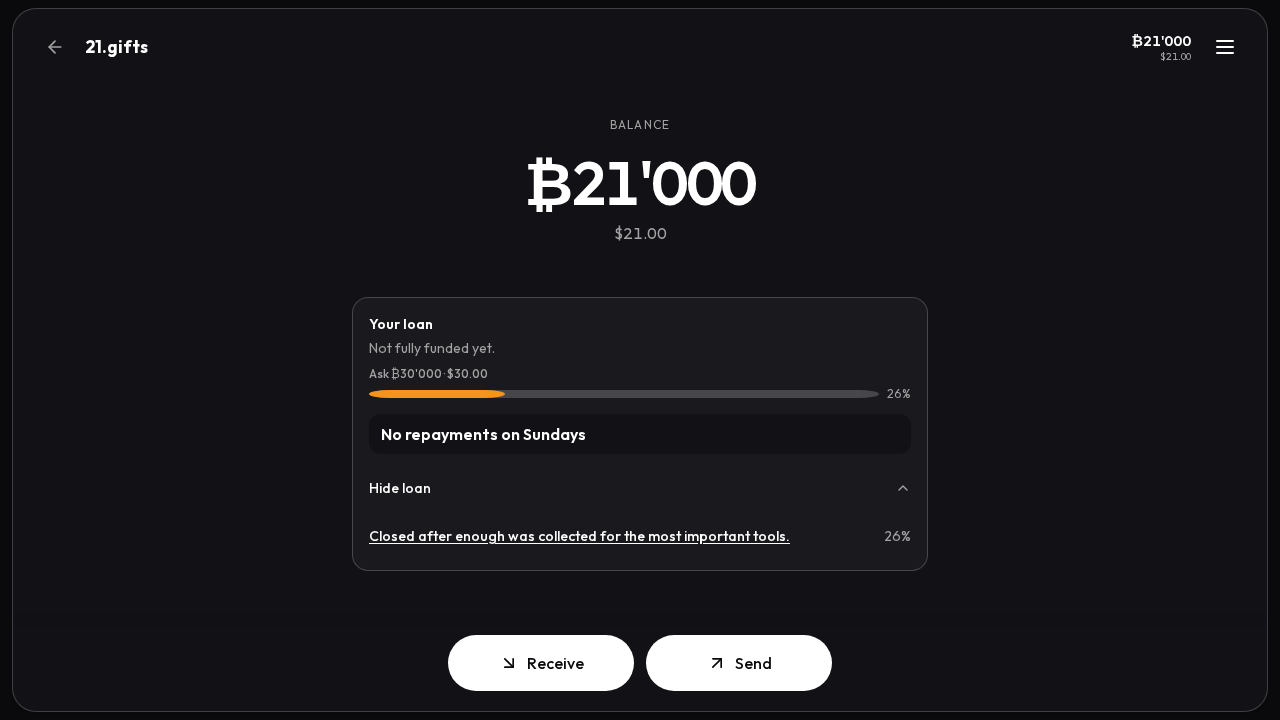 21.gifts
₿21'000
$21.00
BALANCE
₿21'000
$21.00
Your loan
Not fully funded yet.
Ask ₿30'000 · $30.00
26%
No repayments on Sundays
Hide loan
Closed after enough was collected for the most important tools.
26%
Receive
Send